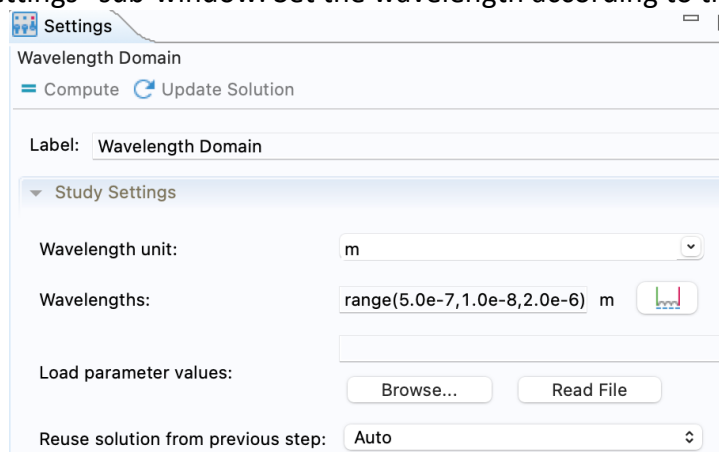 Settings
Wavelength Domain
= Compute Update Solution
Label: Wavelength Domain
Study Settings
Wavelength unit: m
Wavelengths: range(5.0e-7,1.0e-8,2.0e-6) m
Load parameter values:
Browse... Read File
Reuse solution from previous step: Auto